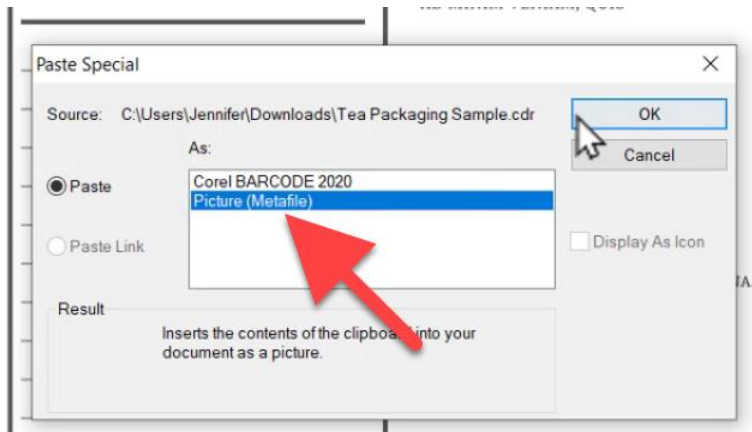 Paste Special
Source: C:\Users\Jennifer\Downloads\Tea Packaging Sample.cdr
OK
As:
Cancel
Paste
Corel BARCODE 2020
Picture (Metafile)
Paste Link
Display As Icon
Result
Inserts the contents of the clipboard into your
document as a picture.